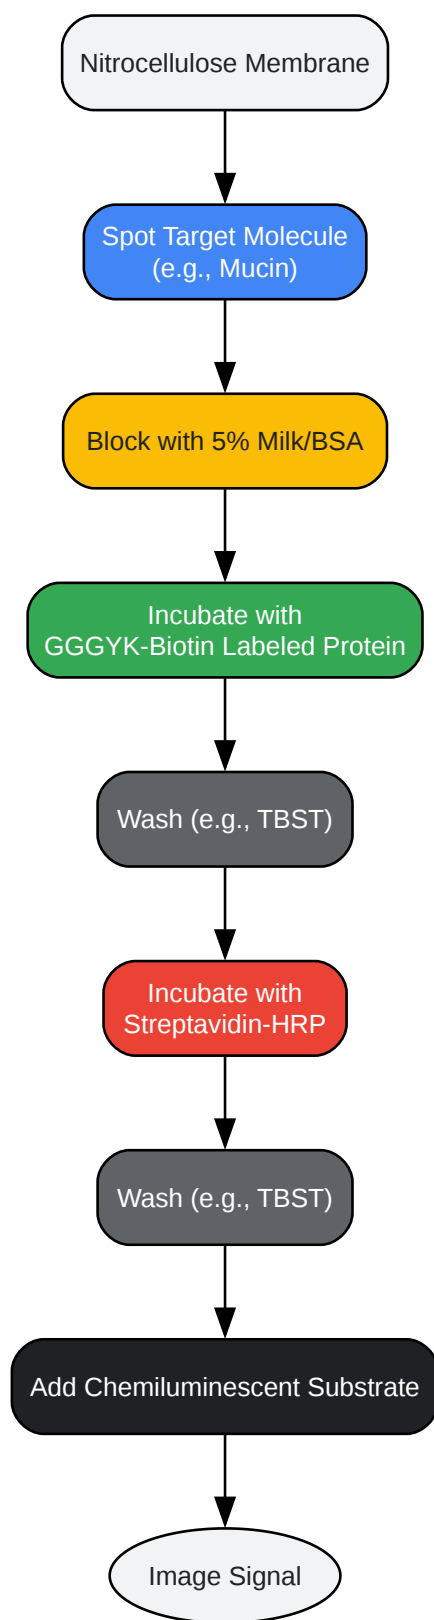 Nitrocellulose Membrane
Spot Target Molecule
(e.g., Mucin)
Block with 5% Milk/BSA
Incubate with
GGGYK-Biotin Labeled Protein
Wash (e.g., TBST)
Incubate with
Streptavidin-HRP
Wash (e.g., TBST)
Add Chemiluminescent Substrate
Image Signal